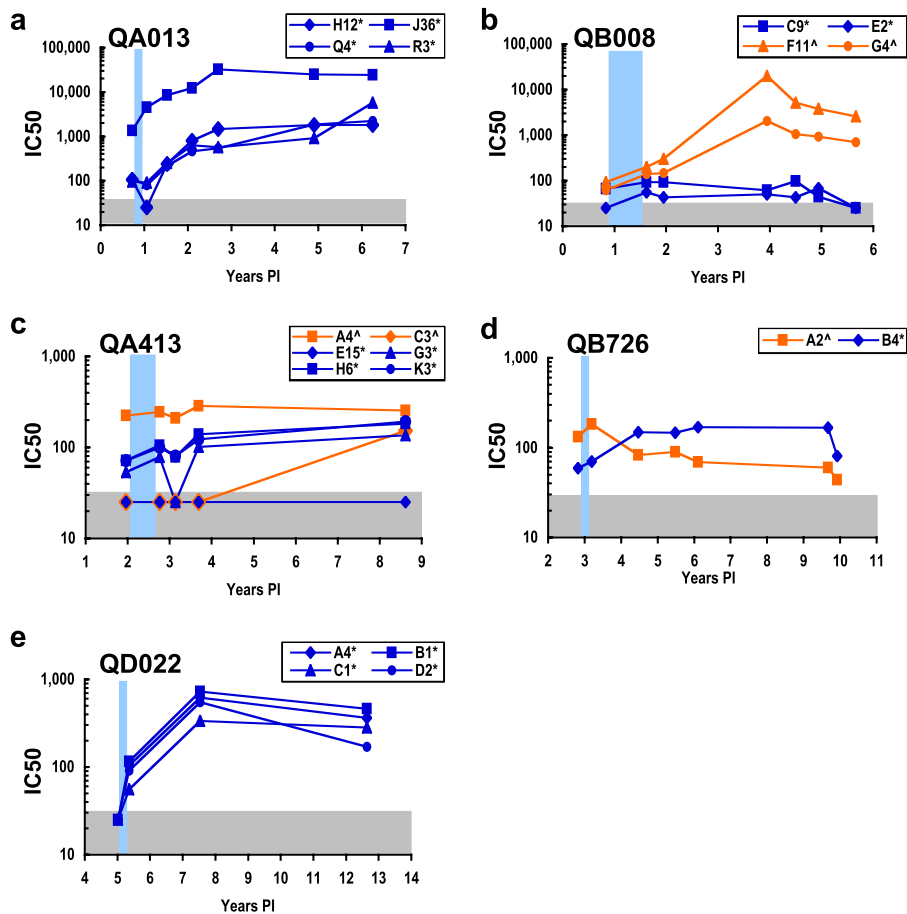 a
QA013
H12* J36*
Q4* R3*
100,000
10,000
1,000
100
10
IC50
0 1 2 3 4 5 6 7
Years PI
b
QB008
C9* E2*
F11^ G4^
100,000
10,000
1,000
100
10
IC50
0 1 2 3 4 5 6
Years PI
c
QA413
A4^ C3^
E15* G3*
H6* K3*
1,000
100
10
IC50
1 2 3 4 5 6 7 8 9
Years PI
d
QB726
A2^ B4*
1,000
100
10
IC50
2 3 4 5 6 7 8 9 10 11
Years PI
e
QD022
A4* B1*
C1* D2*
1,000
100
10
IC50
4 5 6 7 8 9 10 11 12 13 14
Years PI